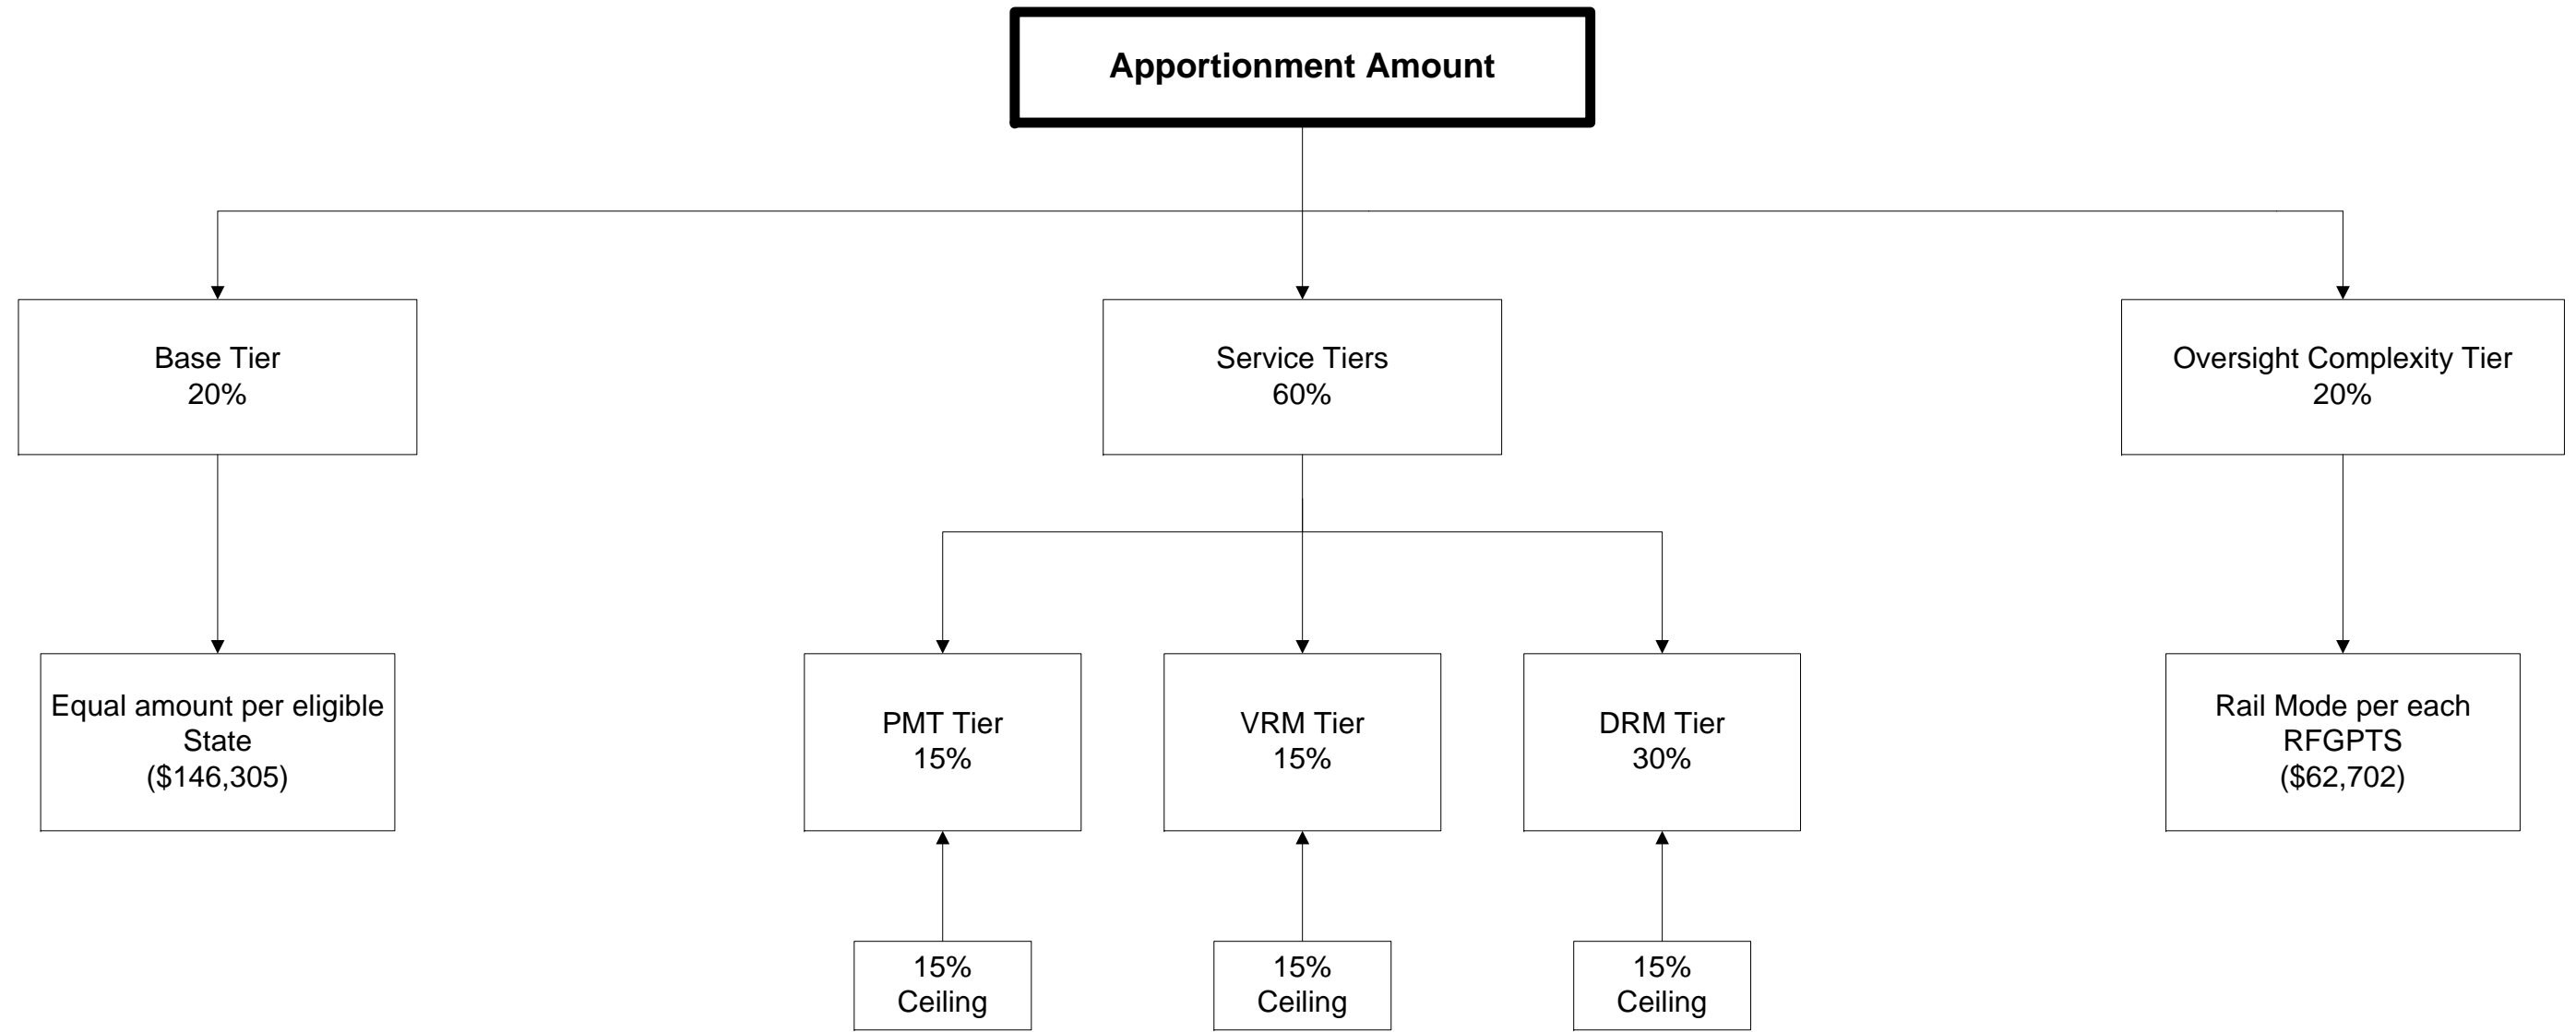 Apportionment Amount
Base Tier
20%
Service Tiers
60%
Oversight Complexity Tier
20%
Equal amount per eligible
State
($146,305)
PMT Tier
15%
VRM Tier
15%
DRM Tier
30%
Rail Mode per each
RFGPTS
($62,702)
15%
Ceiling
15%
Ceiling
15%
Ceiling